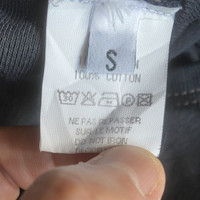 S
100% COTTON
NE PAS REPASSER
SUR LE MOTIF
DO NOT IRON